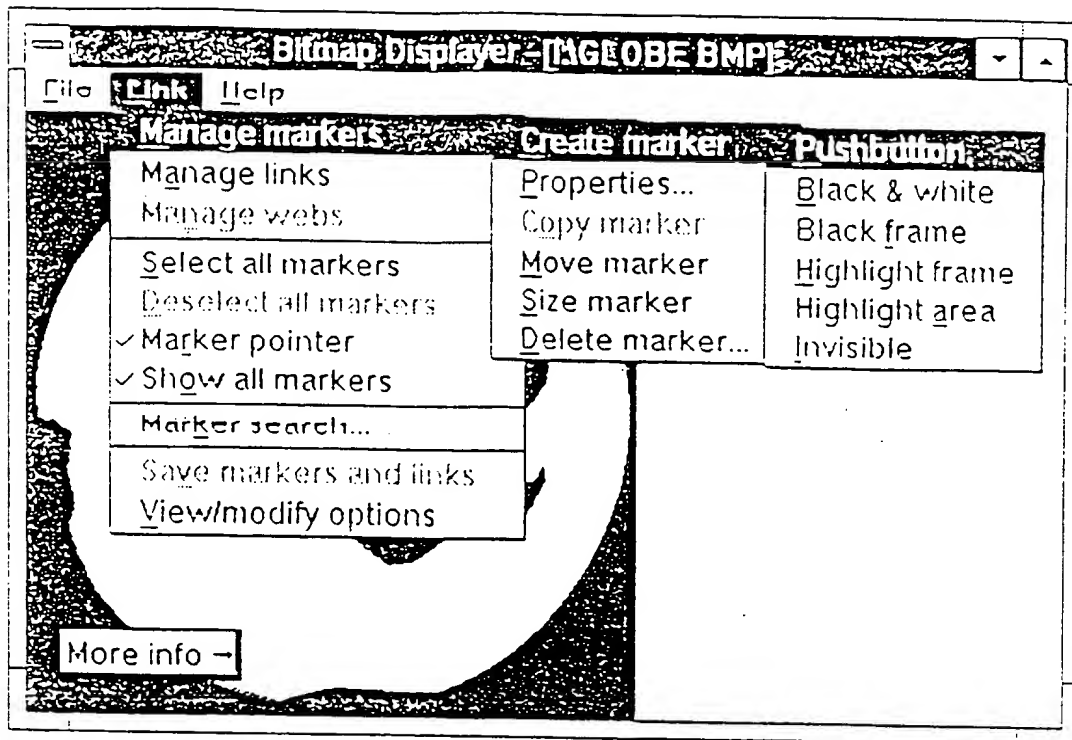 Bitmap Displayer - [MGLOBE BMP]
File Link Help
Manage markers
Manage links
Manage webs
Select all markers
Deselect all markers
✓ Marker pointer
✓ Show all markers
Marker search...
Save markers and links
View/modify options
Create marker
Properties...
Copy marker
Move marker
Size marker
Delete marker...
Pushbutton
Black & white
Black frame
Highlight frame
Highlight area
Invisible
More info →